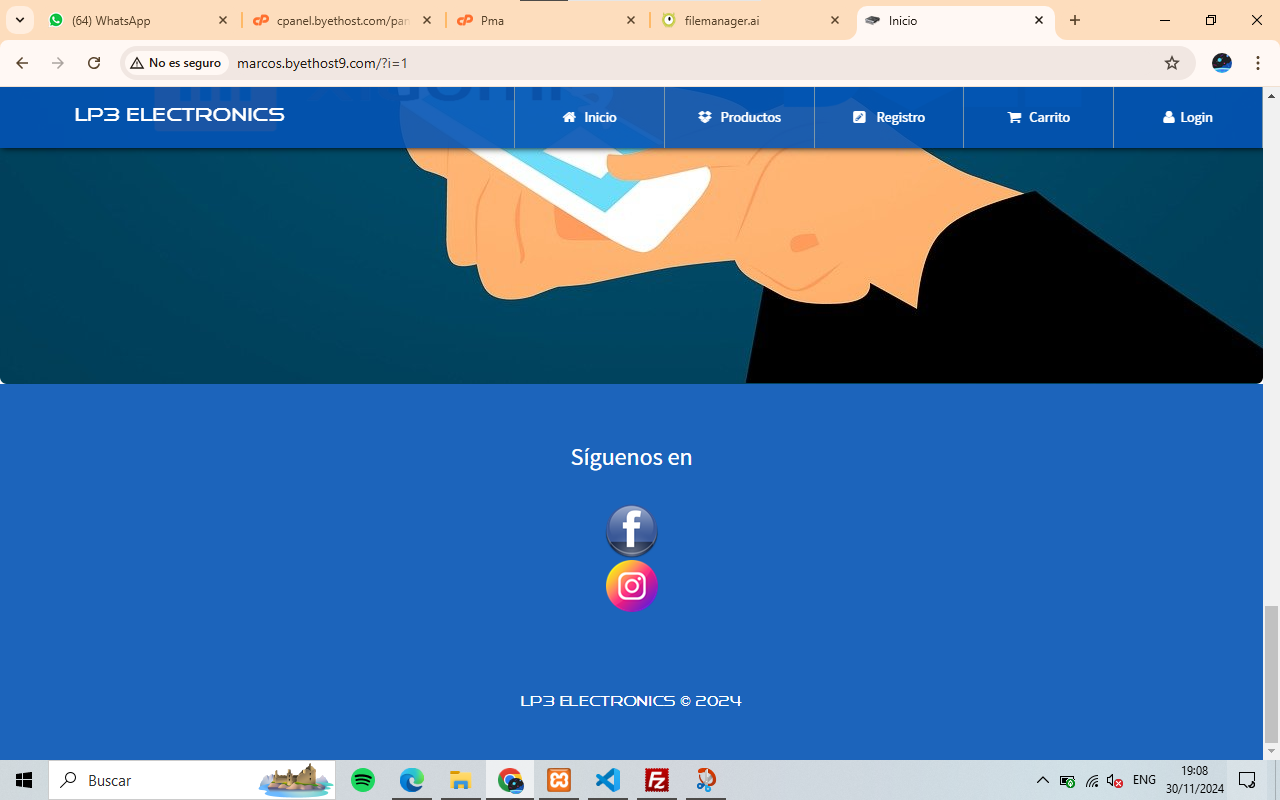 (64) WhatsApp
cpanel.byethost.com/pan
Pma
filemanager.ai
Inicio
No es seguro
marcos.byethost9.com/?i=1
LP3 ELECTRONICS
Inicio
Productos
Registro
Carrito
Login
Síguenos en
LP3 ELECTRONICS © 2024
Buscar
ENG
19:08
30/11/2024